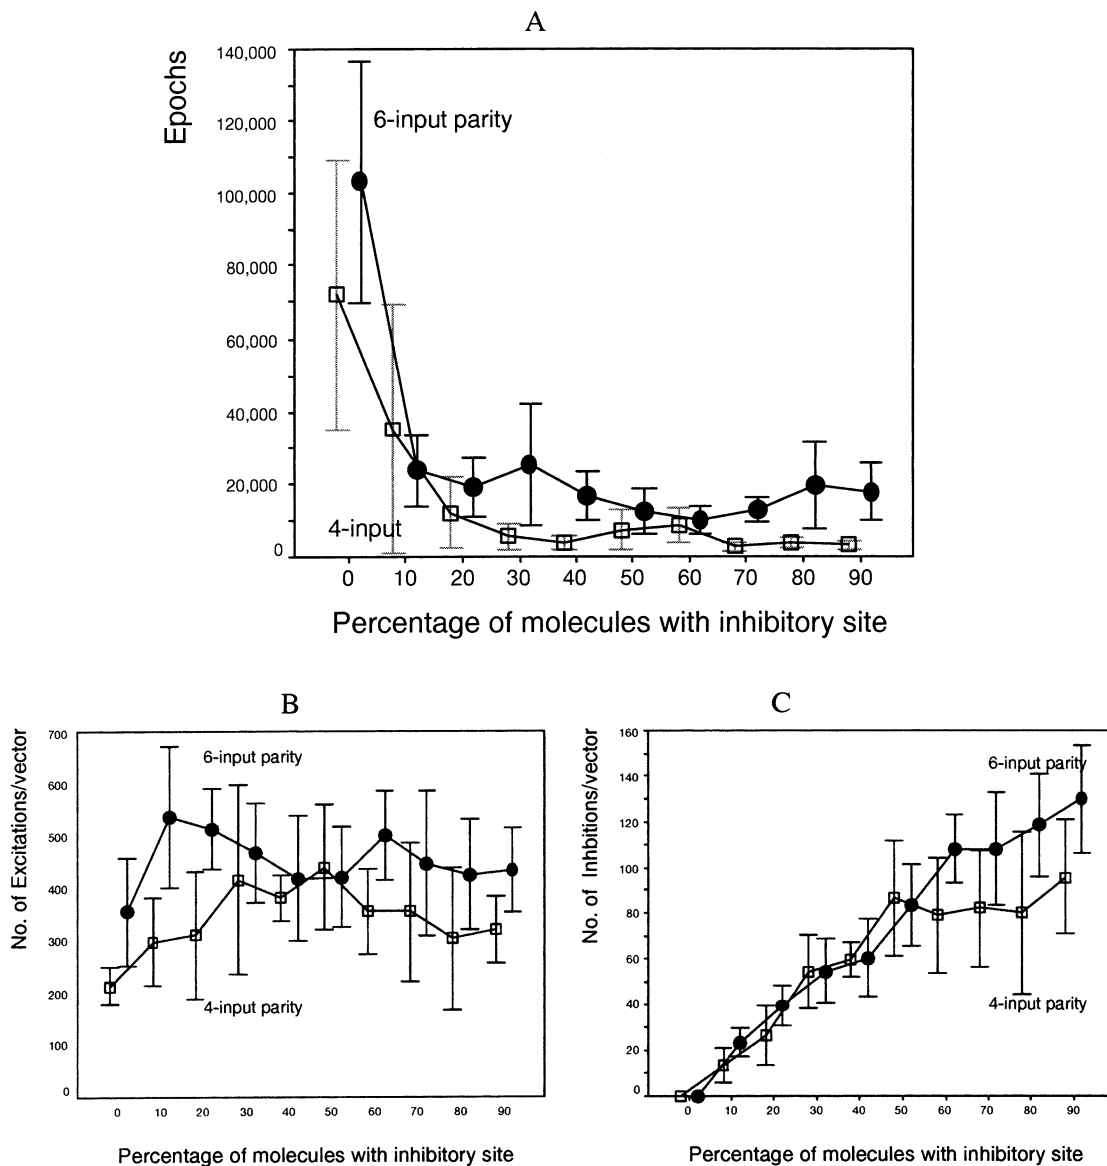 A
Epochs
140,000
120,000
100,000
80,000
60,000
40,000
20,000
0
6-input parity
4-input
0 10 20 30 40 50 60 70 80 90
Percentage of molecules with inhibitory site
B
No. of Excitations/vector
700
600
500
400
300
200
100
0
6-input parity
4-input parity
0 10 20 30 40 50 60 70 80 90
Percentage of molecules with inhibitory site
C
No. of Inhbitions/vector
160
140
120
100
80
60
40
20
0
6-input parity
4-input parity
0 10 20 30 40 50 60 70 80 90
Percentage of molecules with inhibitory site